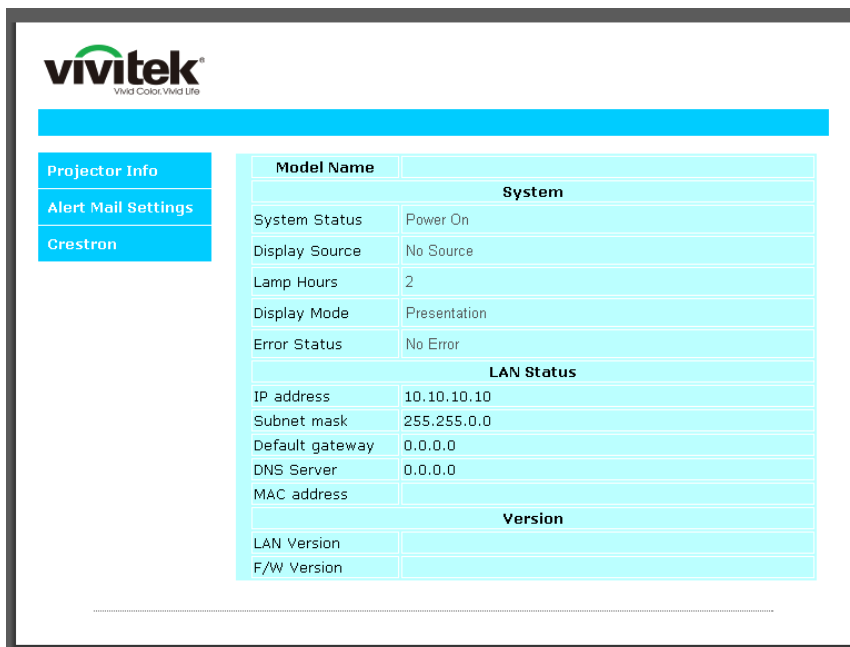 vivitek®
Vivid Color. Vivid Life
Projector Info
Alert Mail Settings
Crestron
Model Name
System
System Status Power On
Display Source No Source
Lamp Hours 2
Display Mode Presentation
Error Status No Error
LAN Status
IP address 10.10.10.10
Subnet mask 255.255.0.0
Default gateway 0.0.0.0
DNS Server 0.0.0.0
MAC address
Version
LAN Version
F/W Version